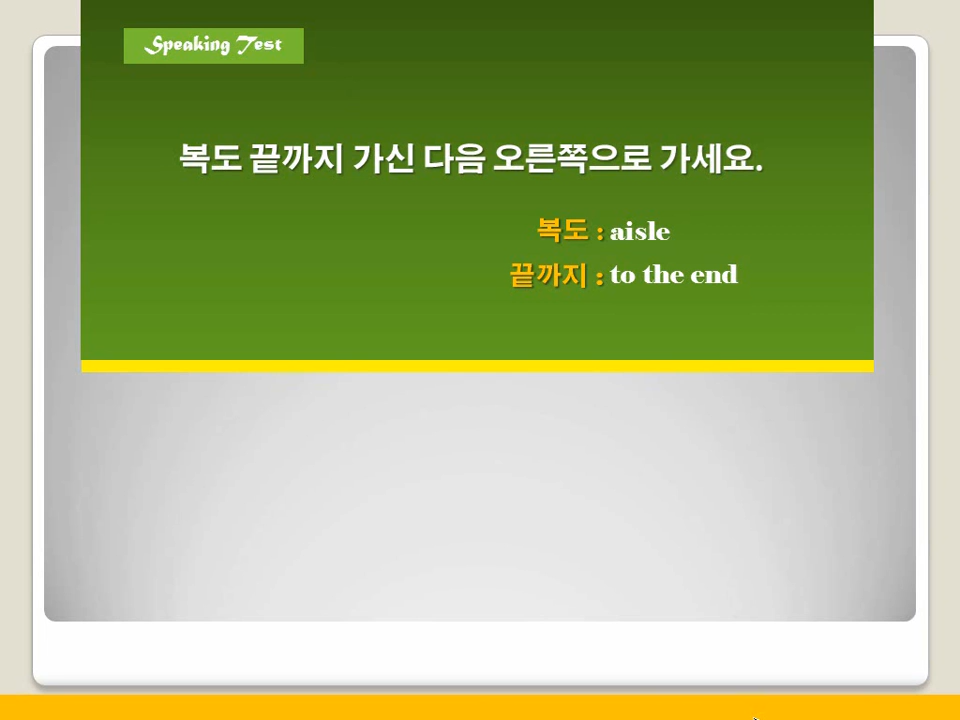 Speaking Test
복도 끝까지 가신 다음 오른쪽으로 가세요.
복도 : aisle
끝까지 : to the end